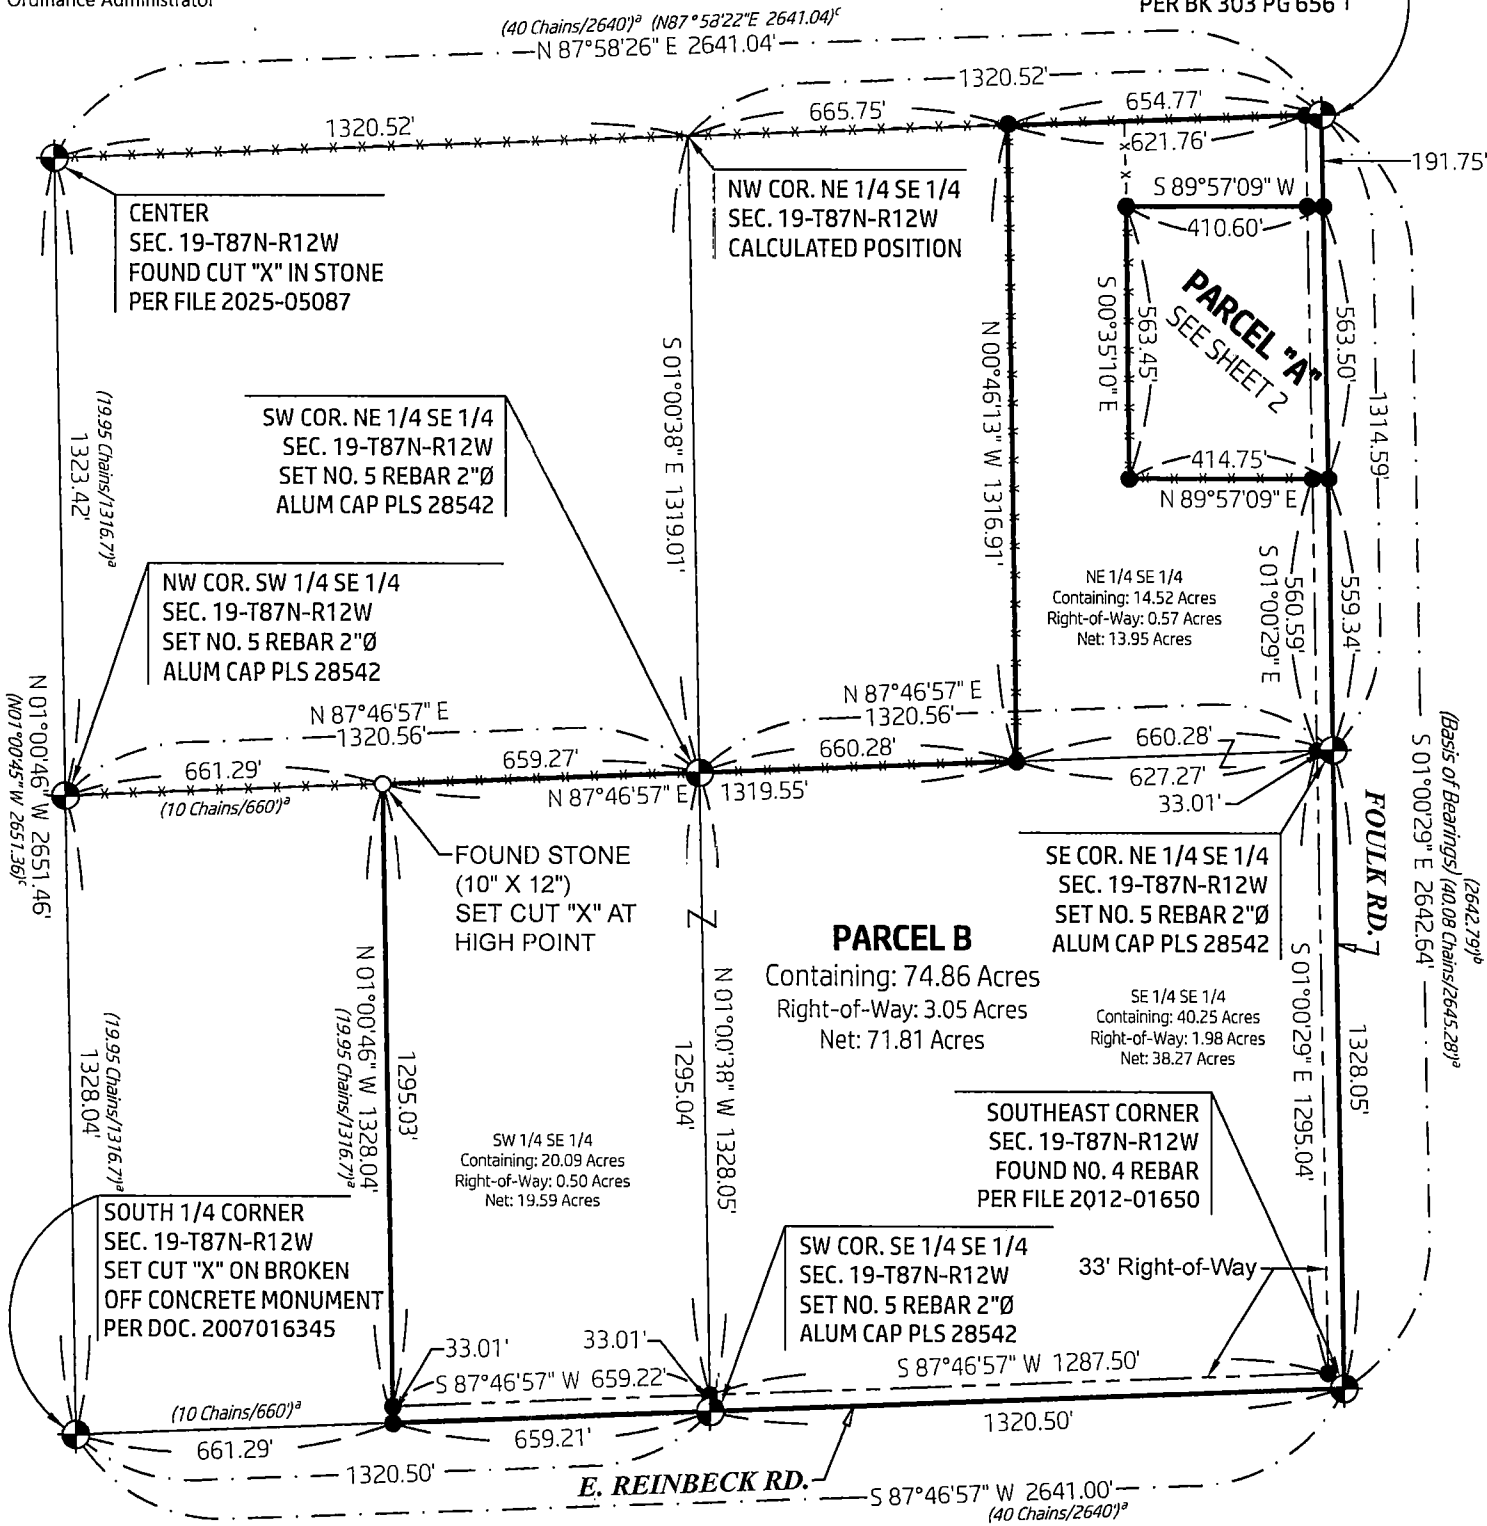 Ordinance Administrator
PER BK 303 PG 656
(40 Chains/2640')ᵃ (N87°58'22"E 2641.04)ᶜ
N 87°58'26" E 2641.04'
1320.52'
1320.52'
665.75'
654.77'
621.76'
191.75'
S 89°57'09" W
410.60'
CENTER
SEC. 19-T87N-R12W
FOUND CUT "X" IN STONE
PER FILE 2025-05087
NW COR. NE 1/4 SE 1/4
SEC. 19-T87N-R12W
CALCULATED POSITION
PARCEL "A"
SEE SHEET 2
S 00°35'10" E
563.45'
563.50'
1314.59'
414.75'
N 89°57'09" E
N 00°46'13" W 1316.91'
S 01°00'38" E 1319.01'
(19.95 Chains/1316.7)ᵃ
1323.42'
SW COR. NE 1/4 SE 1/4
SEC. 19-T87N-R12W
SET NO. 5 REBAR 2"Ø
ALUM CAP PLS 28542
NW COR. SW 1/4 SE 1/4
SEC. 19-T87N-R12W
SET NO. 5 REBAR 2"Ø
ALUM CAP PLS 28542
NE 1/4 SE 1/4
Containing: 14.52 Acres
Right-of-Way: 0.57 Acres
Net: 13.95 Acres
S 01°00'29" E
560.59'
559.34'
N 87°46'57" E
1320.56'
N 87°46'57" E
1320.56'
661.29'
659.27'
660.28'
660.28'
627.27'
33.01'
(10 Chains/660')ᵃ
N 87°46'57" E
1319.55'
N 01°00'46" W 2651.46'
(N01°00'45"W 2651.36)ᶜ
FOUND STONE
(10" X 12")
SET CUT "X" AT
HIGH POINT
SE COR. NE 1/4 SE 1/4
SEC. 19-T87N-R12W
SET NO. 5 REBAR 2"Ø
ALUM CAP PLS 28542
FOULK RD.
(2642.79)ᵇ
(Basis of Bearings) (40.08 Chains/2645.28)ᵃ
S 01°00'29" E 2642.64'
PARCEL B
Containing: 74.86 Acres
Right-of-Way: 3.05 Acres
Net: 71.81 Acres
SE 1/4 SE 1/4
Containing: 40.25 Acres
Right-of-Way: 1.98 Acres
Net: 38.27 Acres
S 01°00'29" E 1295.04'
1328.05'
N 01°00'38" W 1328.05'
1295.04'
1295.03'
N 01°00'46" W 1328.04'
(19.95 Chains/1316.7)ᵃ
(19.95 Chains/1316.7)ᵃ
1328.04'
SW 1/4 SE 1/4
Containing: 20.09 Acres
Right-of-Way: 0.50 Acres
Net: 19.59 Acres
SOUTHEAST CORNER
SEC. 19-T87N-R12W
FOUND NO. 4 REBAR
PER FILE 2012-01650
SOUTH 1/4 CORNER
SEC. 19-T87N-R12W
SET CUT "X" ON BROKEN
OFF CONCRETE MONUMENT
PER DOC. 2007016345
SW COR. SE 1/4 SE 1/4
SEC. 19-T87N-R12W
SET NO. 5 REBAR 2"Ø
ALUM CAP PLS 28542
33' Right-of-Way
33.01'
33.01'
S 87°46'57" W 659.22'
S 87°46'57" W 1287.50'
(10 Chains/660')ᵃ
661.29'
659.21'
1320.50'
1320.50'
E. REINBECK RD.
S 87°46'57" W 2641.00'
(40 Chains/2640')ᵃ